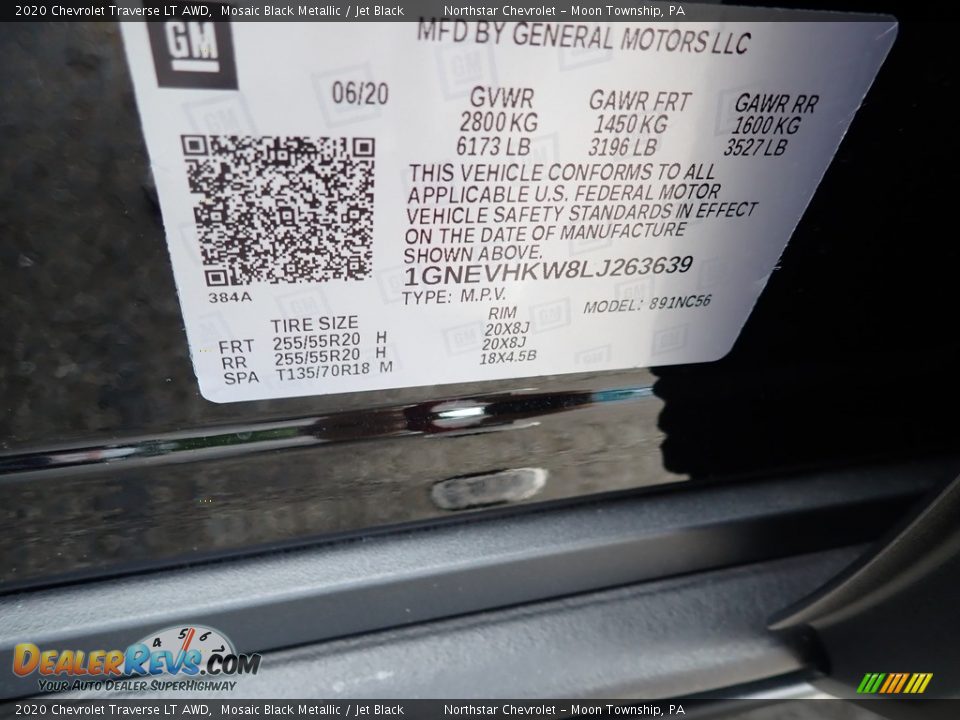 2020 Chevrolet Traverse LT AWD, Mosaic Black Metallic / Jet Black Northstar Chevrolet – Moon Township, PA
GM
MFD BY GENERAL MOTORS LLC
06/20 GVWR GAWR FRT GAWR RR
2800 KG 1450 KG 1600 KG
6173 LB 3196 LB 3527 LB
THIS VEHICLE CONFORMS TO ALL
APPLICABLE U.S. FEDERAL MOTOR
VEHICLE SAFETY STANDARDS IN EFFECT
ON THE DATE OF MANUFACTURE
SHOWN ABOVE.
1GNEVHKW8LJ263639
384A
TYPE: M.P.V. MODEL: 891NC56
TIRE SIZE RIM
FRT 255/55R20 H 20X8J
RR 255/55R20 H 20X8J
SPA T135/70R18 M 18X4.5B
4 5 6
DEALERREVS.COM
YOUR AUTO DEALER SUPERHIGHWAY
2020 Chevrolet Traverse LT AWD, Mosaic Black Metallic / Jet Black Northstar Chevrolet – Moon Township, PA